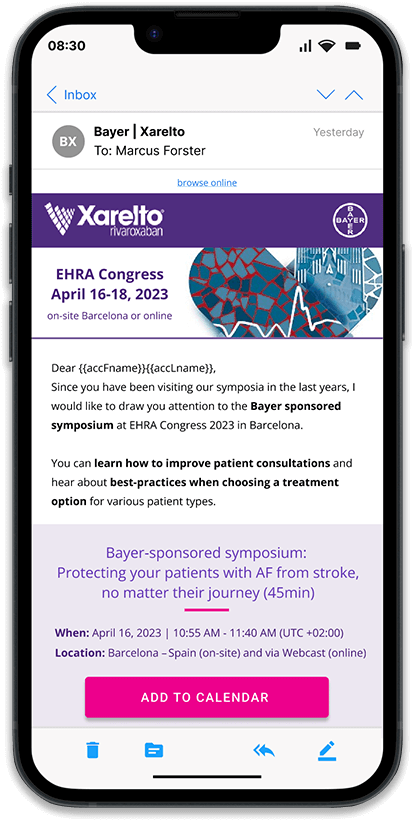 08:30
Inbox
BX
Bayer | Xarelto
Yesterday
To: Marcus Forster
browse online
Xarelto®
rivaroxaban
BAYER
BAYER
EHRA Congress
April 16-18, 2023
on-site Barcelona or online
Dear {{accFname}}{{accLname}},
Since you have been visiting our symposia in the last years, I
would like to draw you attention to the Bayer sponsored
symposium at EHRA Congress 2023 in Barcelona.
You can learn how to improve patient consultations and
hear about best-practices when choosing a treatment
option for various patient types.
Bayer-sponsored symposium:
Protecting your patients with AF from stroke,
no matter their journey (45min)
When: April 16, 2023 | 10:55 AM - 11:40 AM (UTC +02:00)
Location: Barcelona – Spain (on-site) and via Webcast (online)
ADD TO CALENDAR